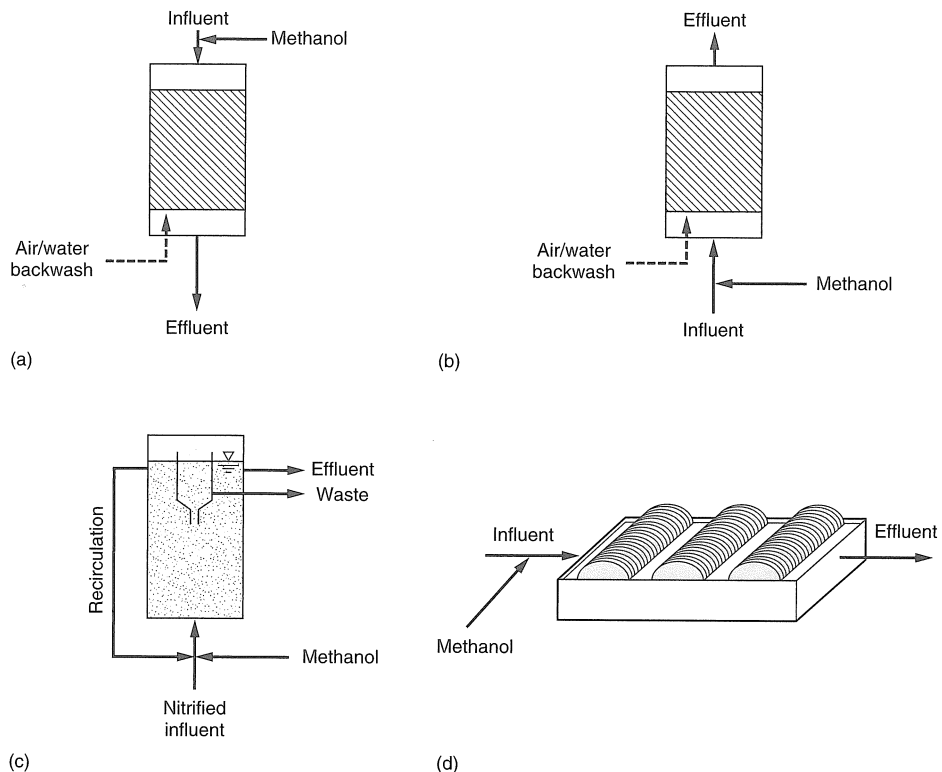 Influent
Methanol
Air/water
backwash
Effluent
(a)
Effluent
Air/water
backwash
Methanol
Influent
(b)
Effluent
Waste
Recirculation
Methanol
Nitrified
influent
(c)
Influent
Effluent
Methanol
(d)